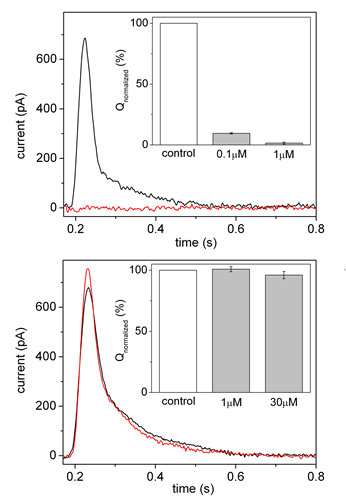 100
Qnormalized (%)
50
0
control
0.1μM
1μM
600
400
200
0
current (pA)
0.2
0.4
0.6
0.8
time (s)
100
Qnormalized (%)
50
0
control
1μM
30μM
600
400
200
0
current (pA)
0.2
0.4
0.6
0.8
time (s)